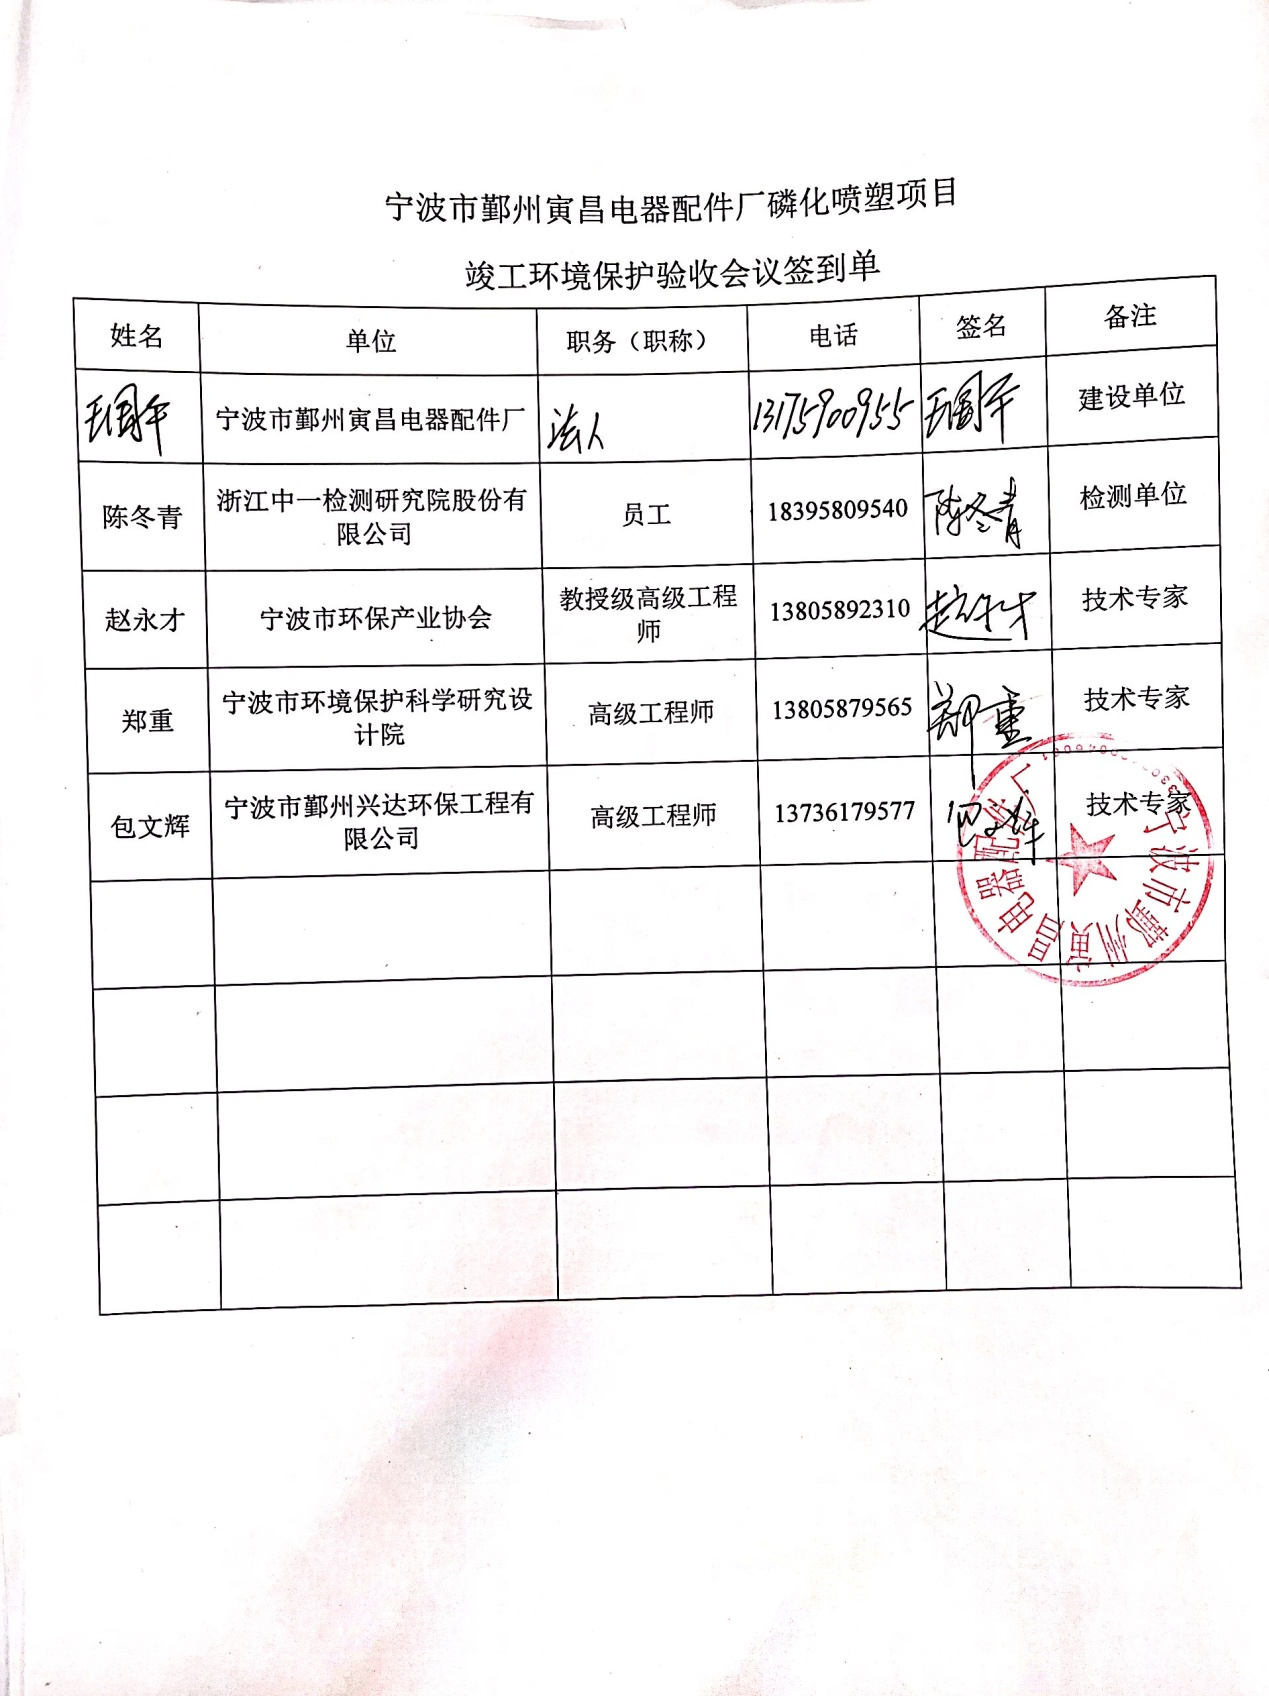 宁波市鄞州寅昌电器配件厂磷化喷塑项目
竣工环境保护验收会议签到单
姓名 单位 职务（职称） 电话 签名 备注
宁波市鄞州寅昌电器配件厂 法人 13175900955 建设单位
陈冬青 浙江中一检测研究院股份有 员工 18395809540 陈冬青 检测单位
限公司
赵永才 宁波市环保产业协会 教授级高级工程 13805892310 赵永才 技术专家
师
郑重 宁波市环境保护科学研究设 高级工程师 13805879565 郑重 技术专家
计院
包文辉 宁波市鄞州兴达环保工程有 高级工程师 13736179577 包文辉 技术专家
限公司
宁波市鄞州寅昌电器配件厂